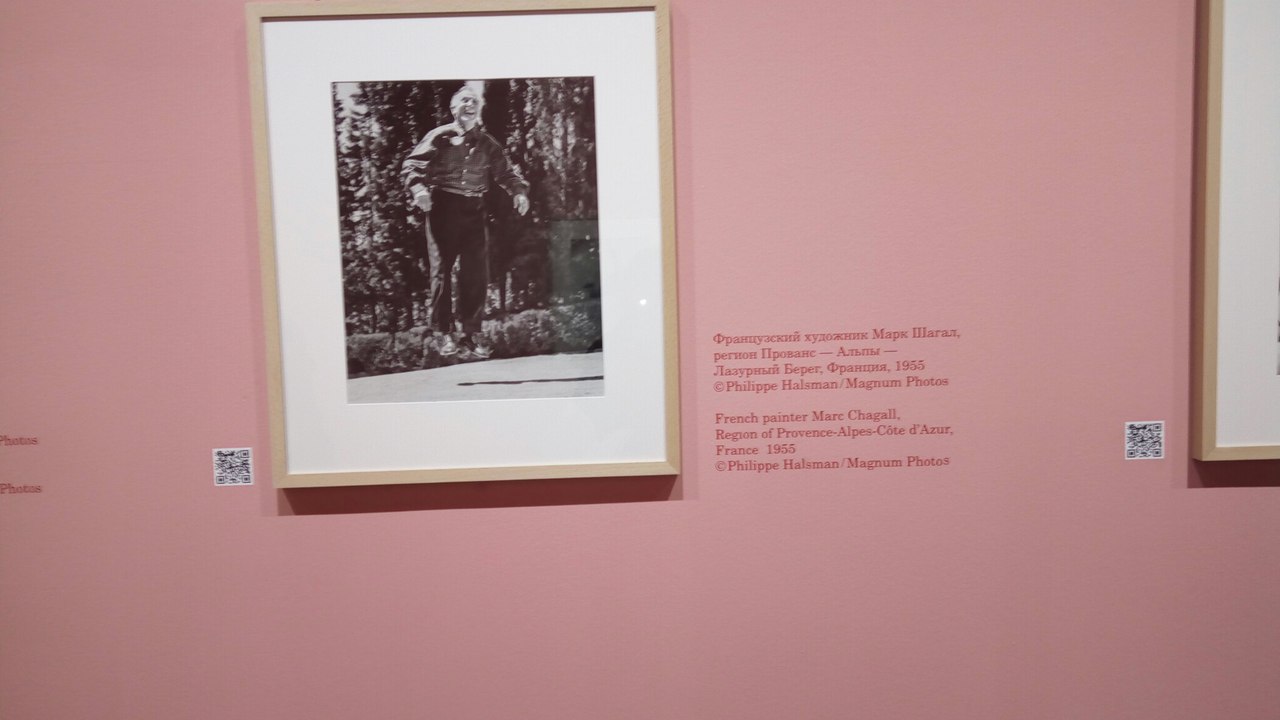 Photos
Photos
Французский художник Марк Шагал,
регион Прованс — Альпы —
Лазурный Берег, Франция, 1955
©Philippe Halsman/Magnum Photos
French painter Marc Chagall,
Region of Provence-Alpes-Côte d'Azur,
France 1955
©Philippe Halsman/Magnum Photos